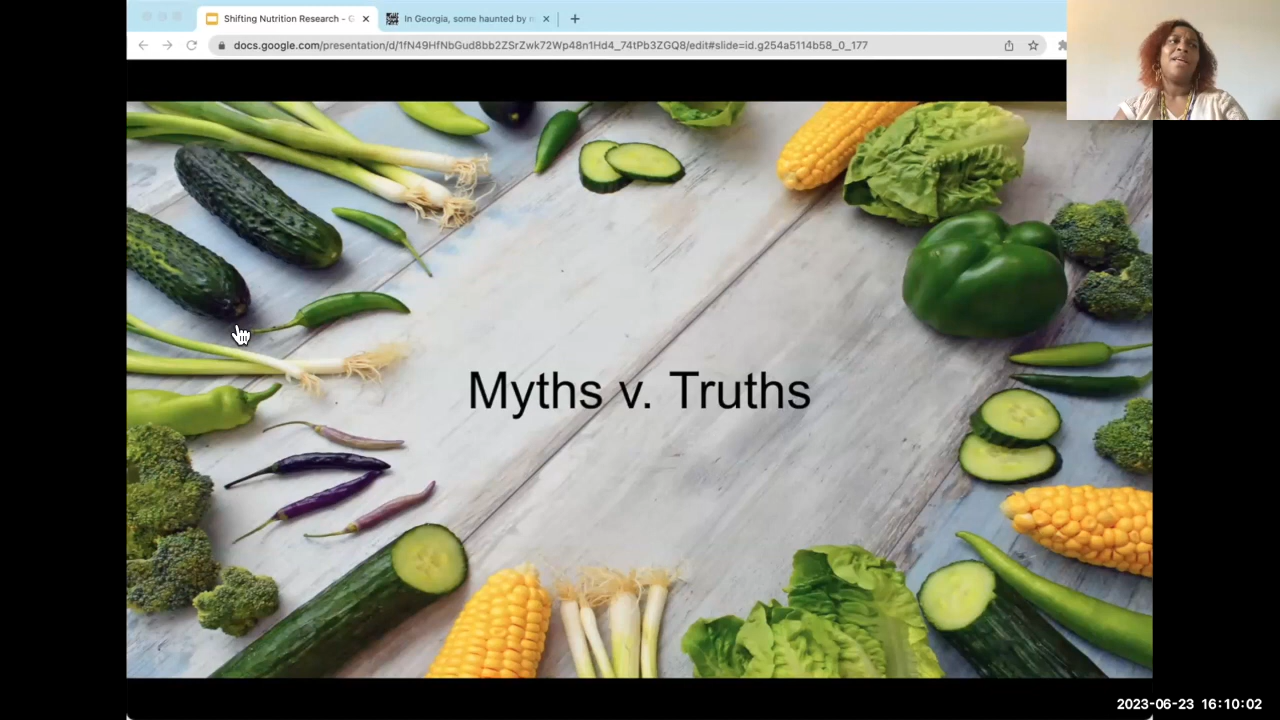 Shifting Nutrition Research - G
In Georgia, some haunted by
docs.google.com/presentation/d/1fN49HfNbGud8bb2ZSrZwk72Wp48n1Hd4_74tPb3ZGQ8/edit#slide=id.g254a5114b58_0_177
Myths v. Truths
2023-06-23 16:10:02